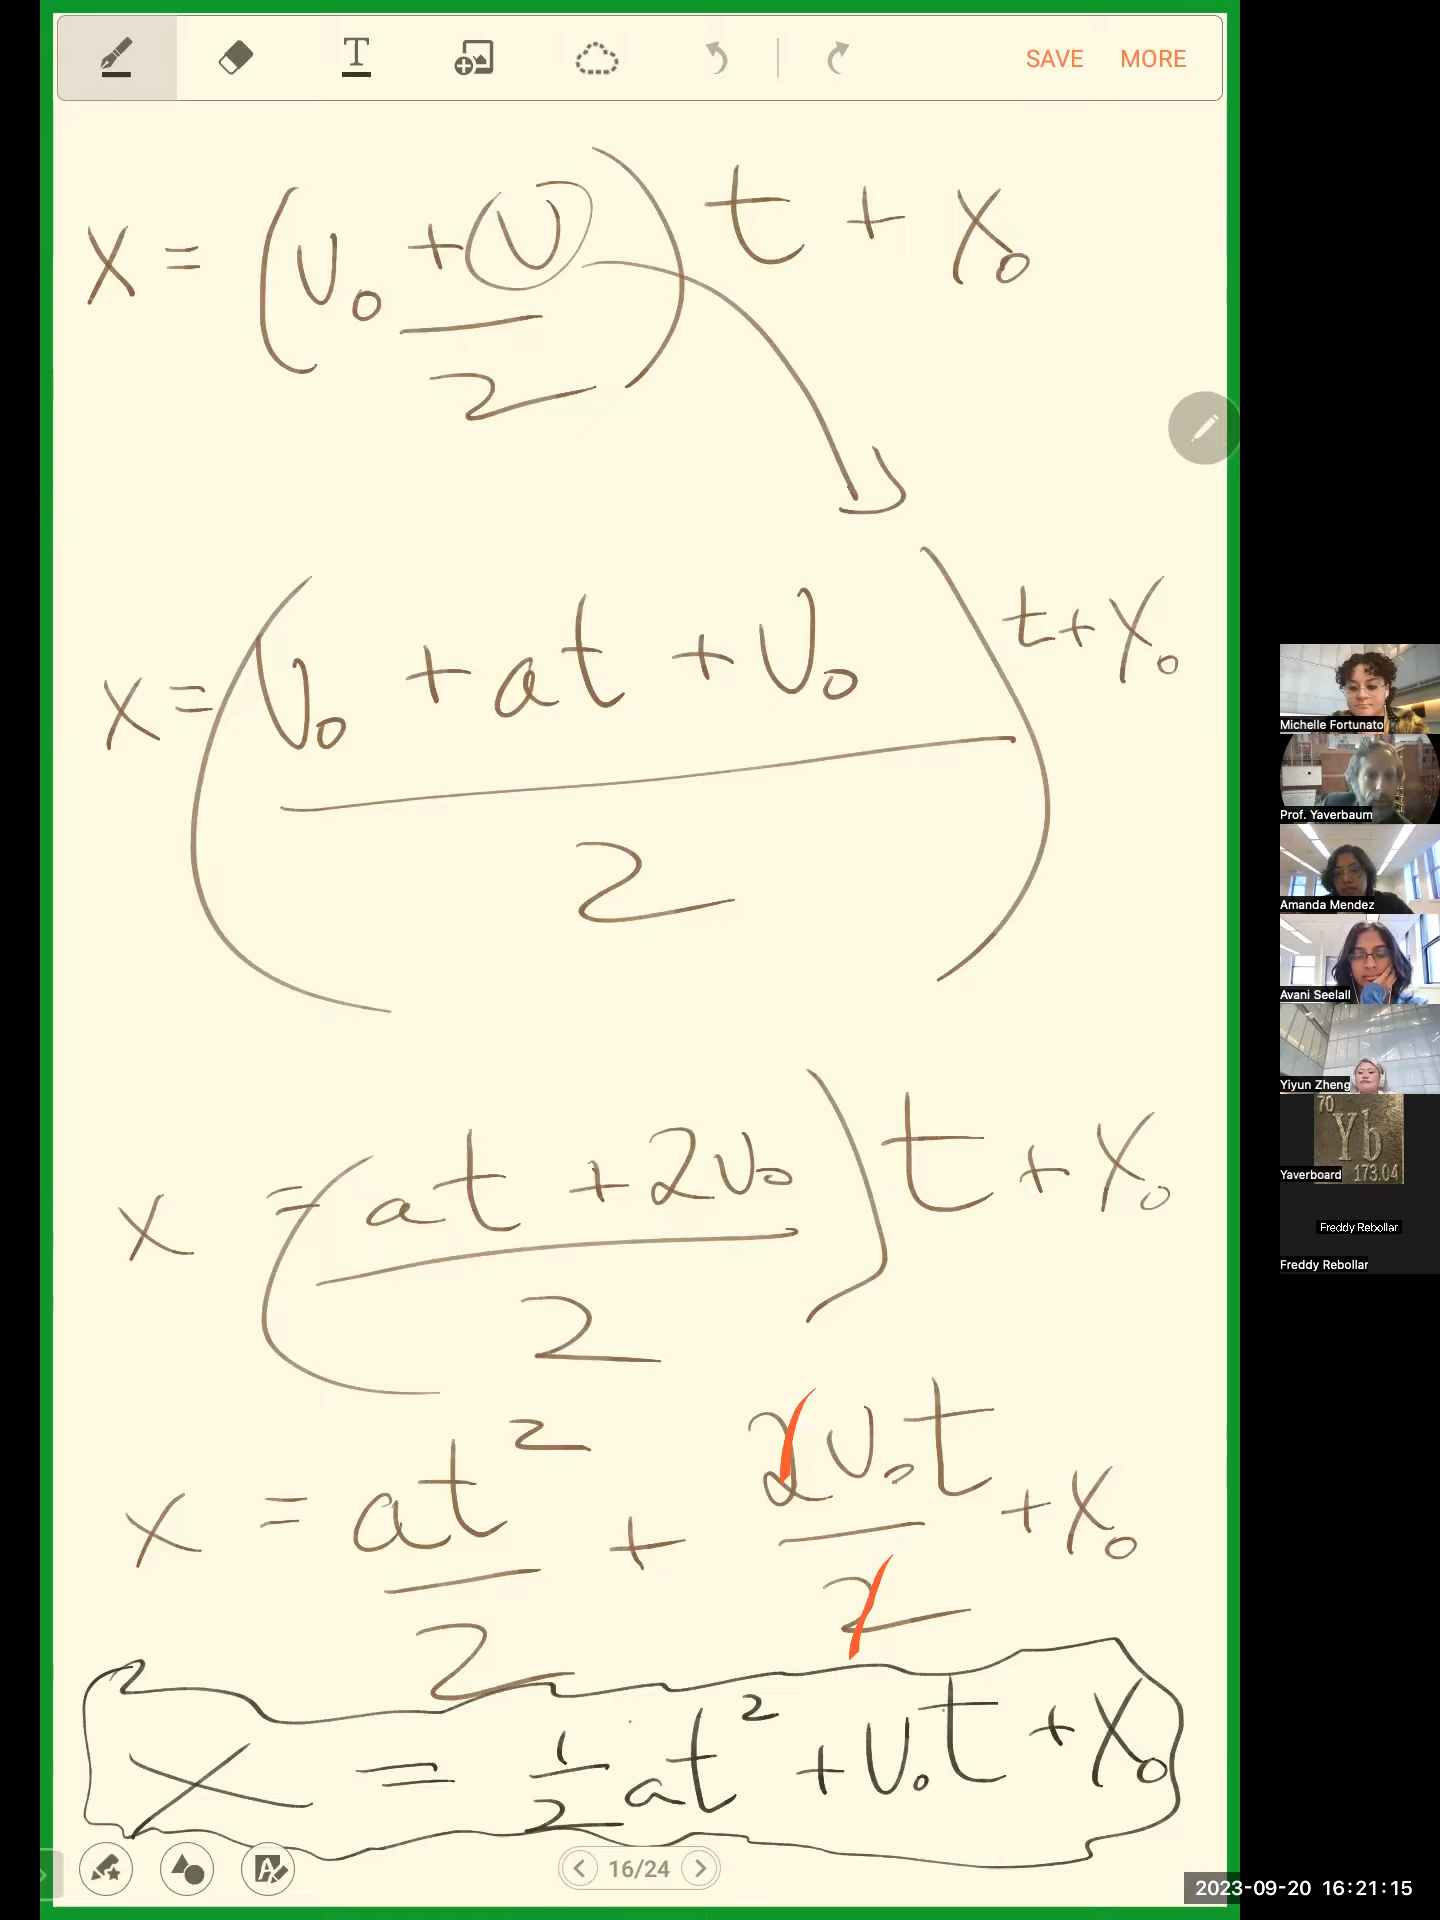 T SAVE MORE
x = (v₀ + v / 2) t + x₀
x = (v₀ + at + v₀ / 2) t + x₀
x = (at + 2v₀ / 2) t + x₀
x = at² / 2 + 2v₀t / 2 + x₀
x = 1/2 at² + v₀t + x₀
16/24
Michelle Fortunato
Prof. Yaverbaum
Amanda Mendez
Avani Seelall
Yiyun Zheng
70
Yb
Yaverboard 173.04
Freddy Rebollar
Freddy Rebollar
2023-09-20 16:21:15